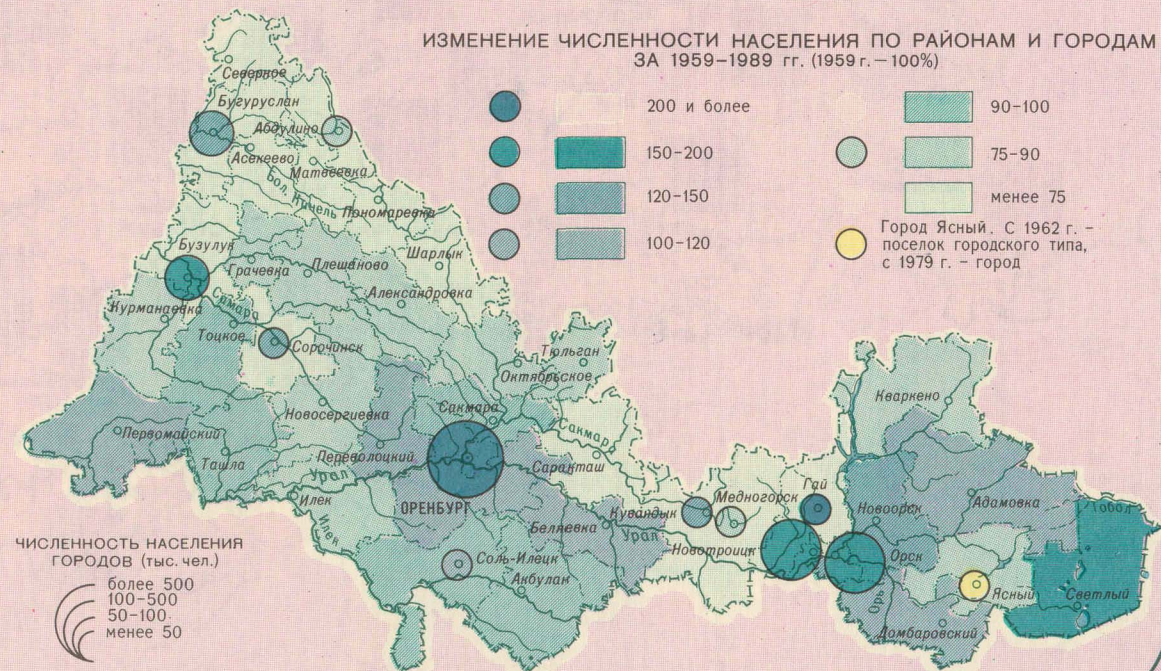 ИЗМЕНЕНИЕ ЧИСЛЕННОСТИ НАСЕЛЕНИЯ ПО РАЙОНАМ И ГОРОДАМ
ЗА 1959–1989 гг. (1959 г. – 100%)
200 и более
150-200
120-150
100-120
90-100
75-90
менее 75
Город Ясный. С 1962 г. –
поселок городского типа,
с 1979 г. – город
Северное
Бугуруслан
Абдулино
Асекеево
Матвеевка
Бол. Кинель
Пономаревка
Бузулук
Шарлык
Грачевка
Плешаново
Александровка
Курманаевка
Самара
Тоцкое
Сорочинск
Тюльган
Октябрьское
Кваркено
Новосергиевка
Сакмара
Сакмара
Первомайский
Переволоцкий
Ташла
Урал
Саракташ
Илек
ОРЕНБУРГ
Илек
Беляевка
Кувандык
Медногорск
Гай
Новоорск
Адамовка
Тобол
Урал
Новотроицк
Орск
Соль-Илецк
Акбулак
Орь
Ясный
Светлый
Домбаровский
ЧИСЛЕННОСТЬ НАСЕЛЕНИЯ
ГОРОДОВ (тыс. чел.)
более 500
100-500
50-100
менее 50